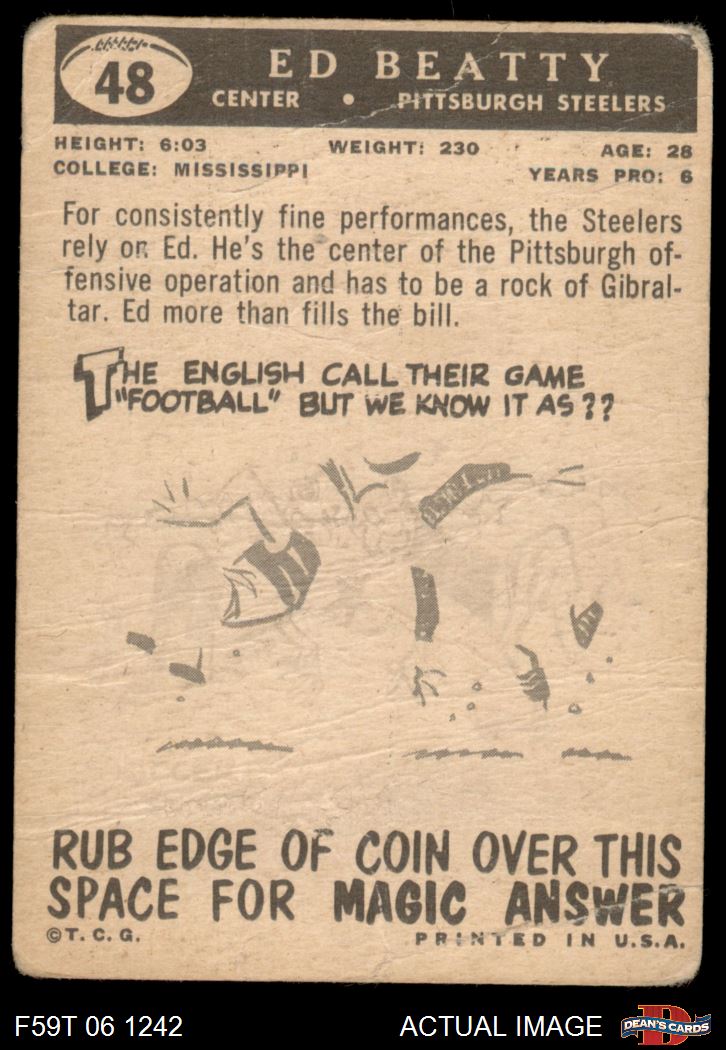 48
ED BEATTY
CENTER • PITTSBURGH STEELERS
HEIGHT: 6:03 WEIGHT: 230 AGE: 28
COLLEGE: MISSISSIPPI YEARS PRO: 6
For consistently fine performances, the Steelers
rely on Ed. He's the center of the Pittsburgh of-
fensive operation and has to be a rock of Gibral-
tar. Ed more than fills the bill.
THE ENGLISH CALL THEIR GAME
"FOOTBALL" BUT WE KNOW IT AS??
RUB EDGE OF COIN OVER THIS
SPACE FOR MAGIC ANSWER
©T. C. G. PRINTED IN U.S.A.
F59T 06 1242 ACTUAL IMAGE
DEAN'S CARDS